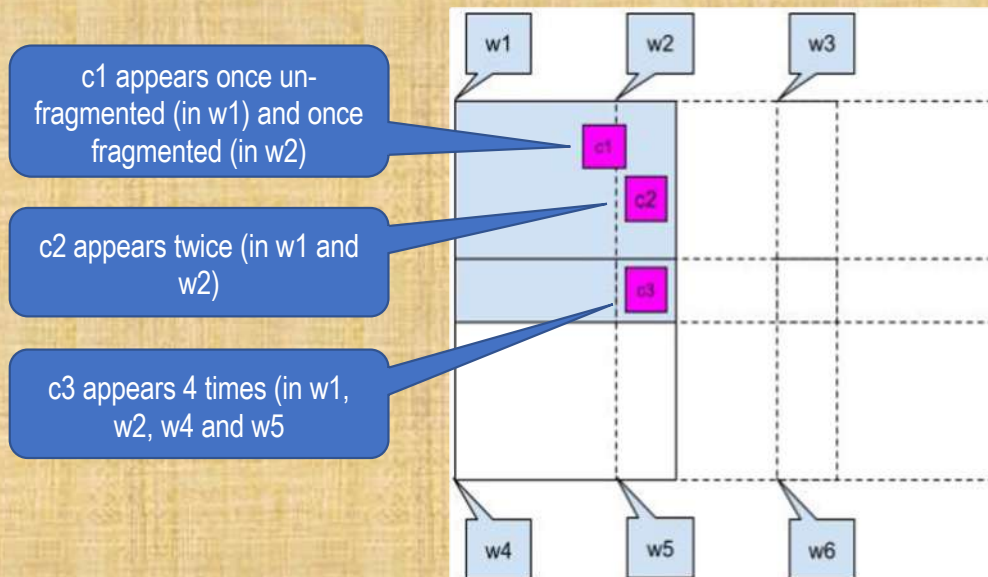 w1
w2
w3
c1 appears once un-
fragmented (in w1) and once
fragmented (in w2)
c1
c2 appears twice (in w1 and
w2)
c2
c3 appears 4 times (in w1,
w2, w4 and w5
c3
w4
w5
w6